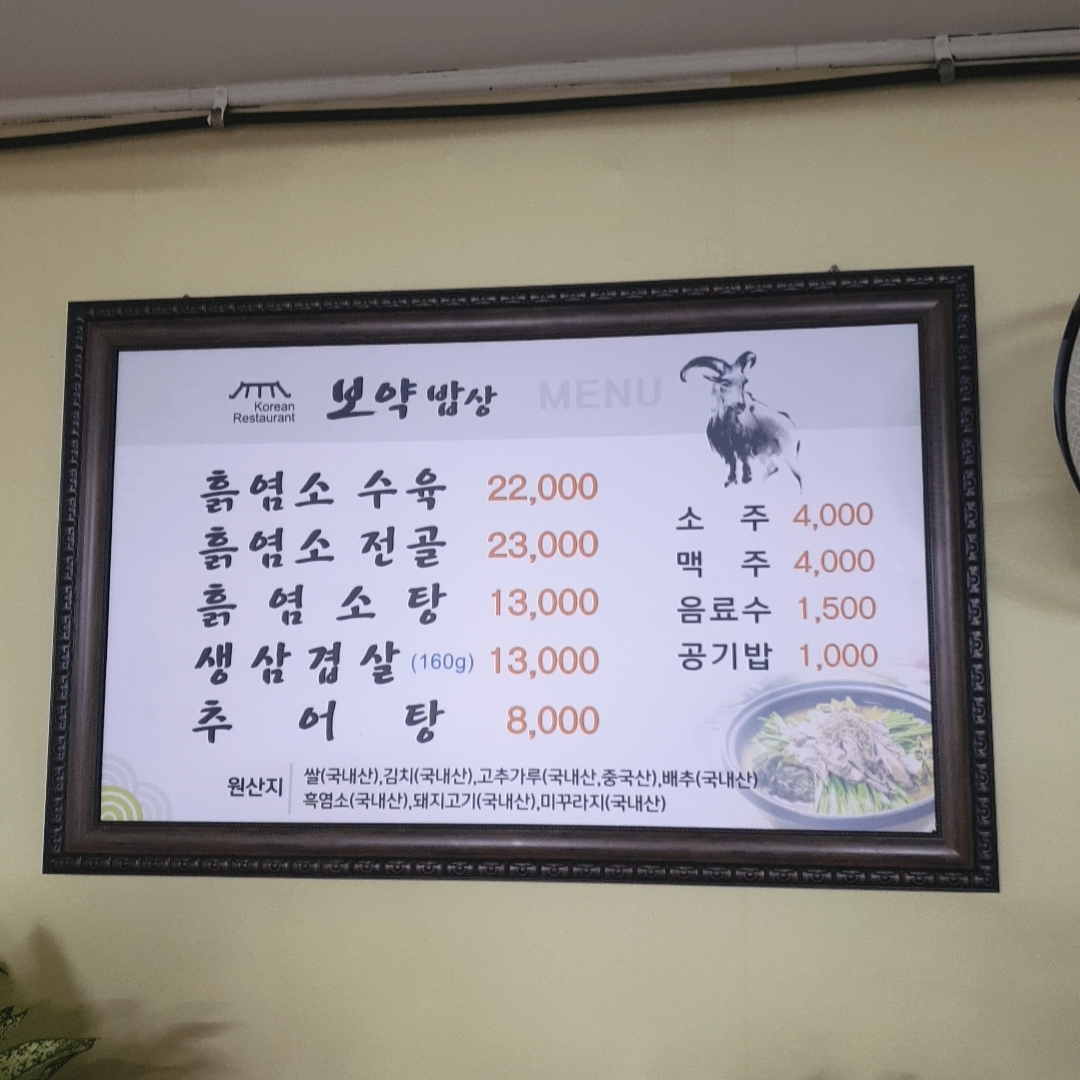 Korean
Restaurant
보약 밥상
MENU
흙염소 수육 22,000
흙염소 전골 23,000
흙염소탕 13,000
생삼겹살 (160g) 13,000
추어탕 8,000
소주 4,000
맥주 4,000
음료수 1,500
공기밥 1,000
원산지
쌀(국내산),김치(국내산),고추가루(국내산,중국산),배추(국내산)
흑염소(국내산),돼지고기(국내산),미꾸라지(국내산)